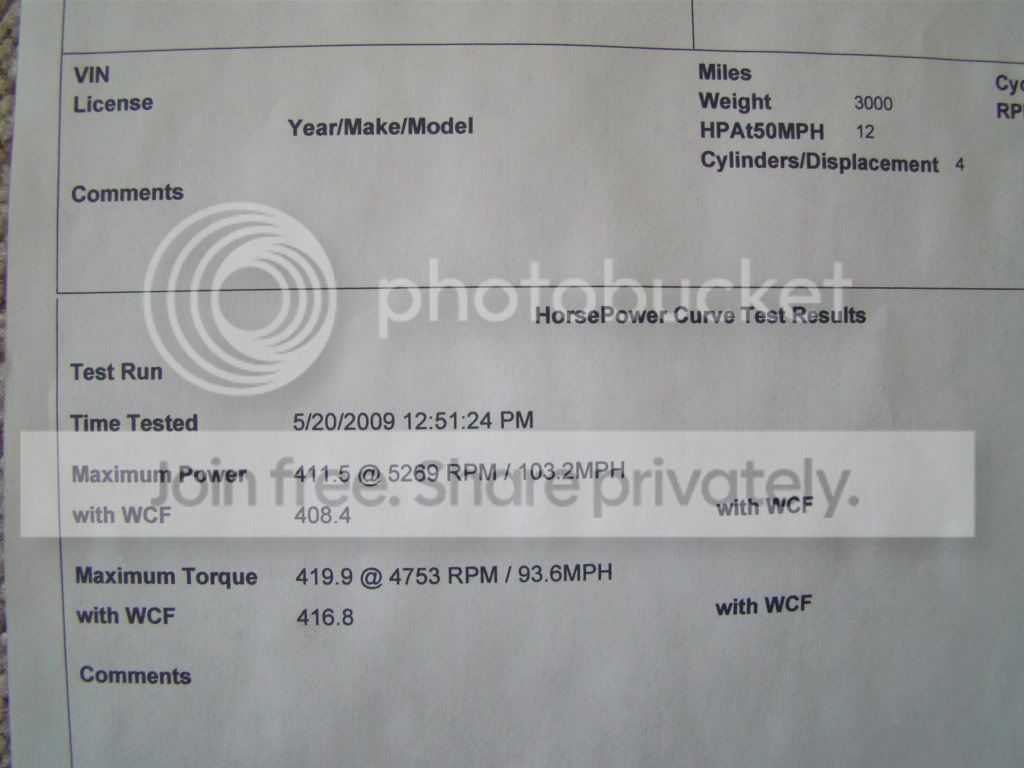 VIN
License
Year/Make/Model
Miles
Weight 3000
HPAt50MPH 12
Cylinders/Displacement 4
Comments
photobucket
HorsePower Curve Test Results
Test Run
Time Tested 5/20/2009 12:51:24 PM
Maximum Power 411.5 @ 5269 RPM / 103.2MPH
Join free. Share privately.
with WCF 408.4 with WCF
Maximum Torque 419.9 @ 4753 RPM / 93.6MPH
with WCF 416.8 with WCF
Comments